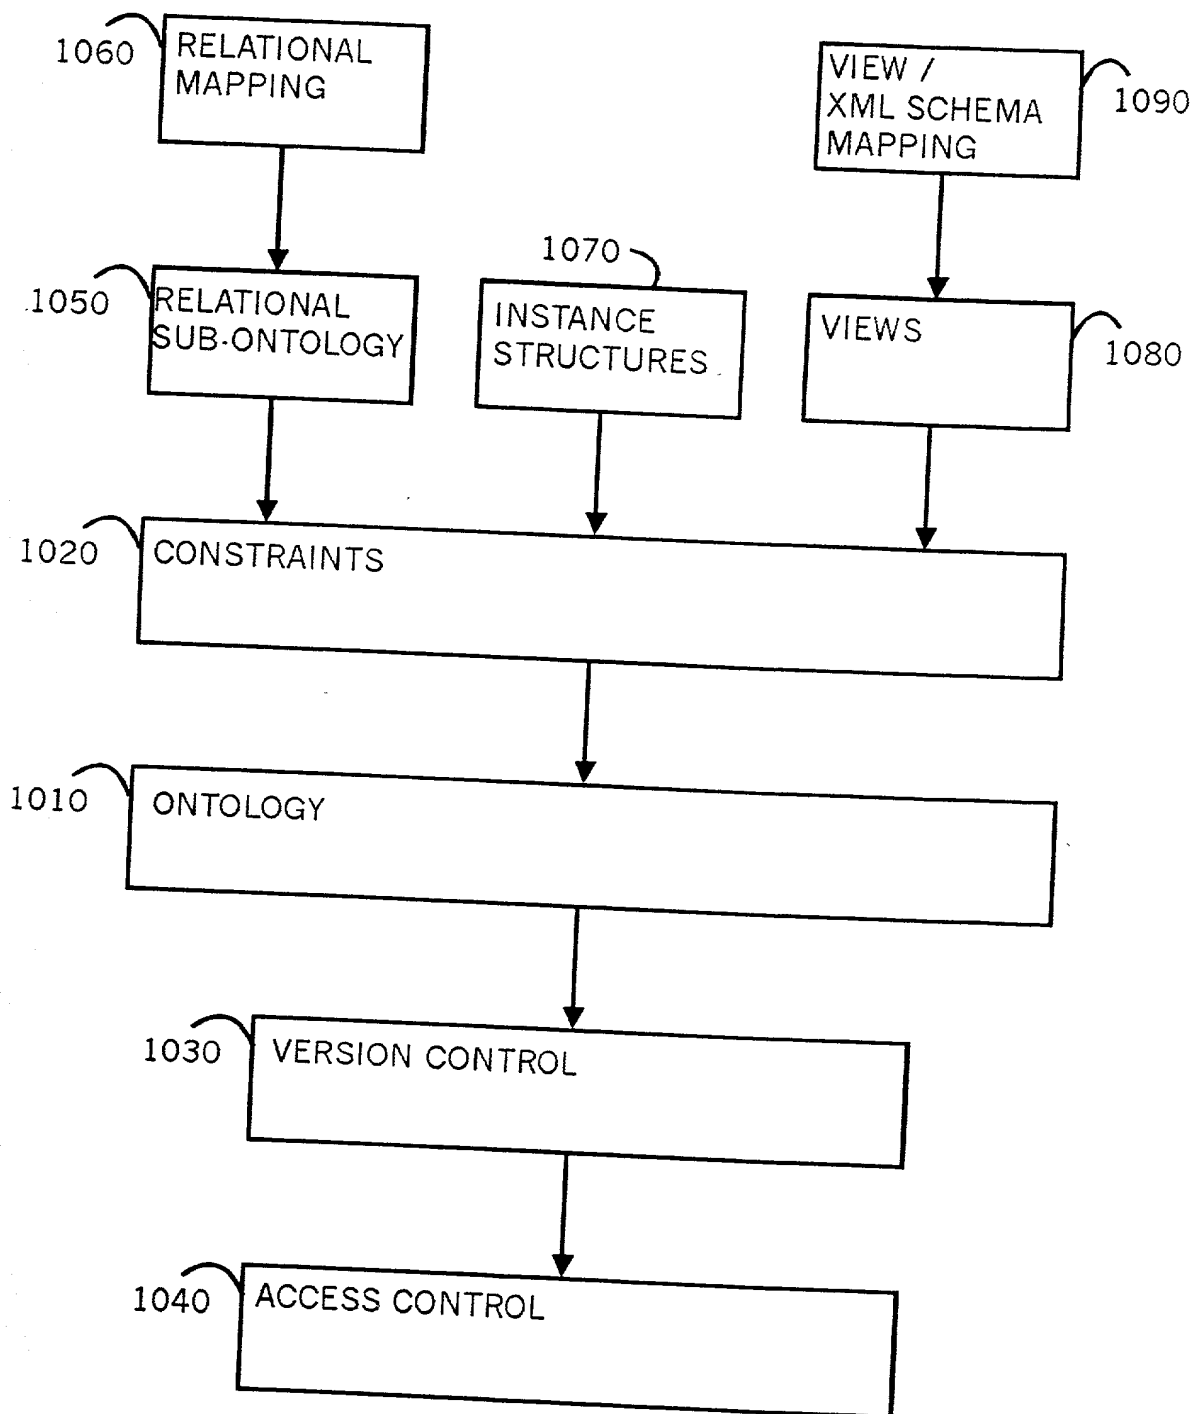 1060
RELATIONAL
MAPPING
VIEW /
XML SCHEMA
MAPPING
1090
1070
1050
RELATIONAL
SUB-ONTOLOGY
INSTANCE
STRUCTURES
VIEWS
1080
1020
CONSTRAINTS
1010
ONTOLOGY
1030
VERSION CONTROL
1040
ACCESS CONTROL